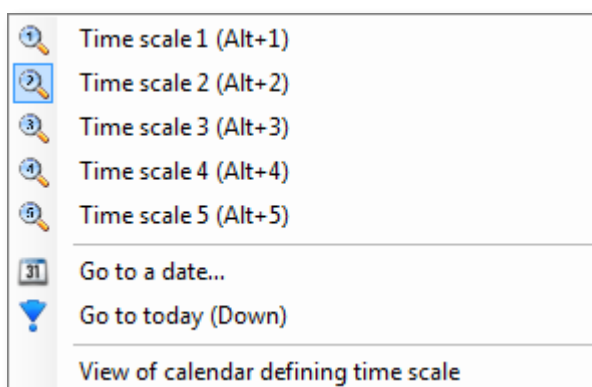 Time scale 1 (Alt+1)
Time scale 2 (Alt+2)
Time scale 3 (Alt+3)
Time scale 4 (Alt+4)
Time scale 5 (Alt+5)
31 Go to a date...
Go to today (Down)
View of calendar defining time scale